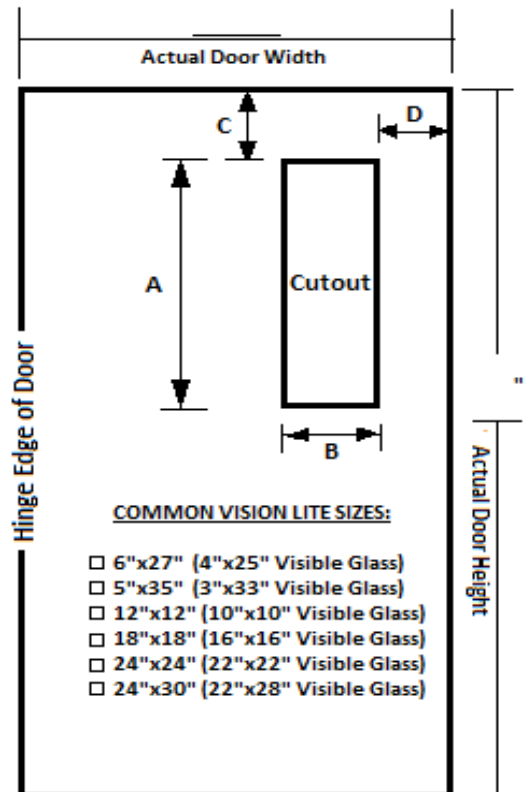 Actual Door Width
C
D
A
Cutout
Hinge Edge of Door
"
B
Actual Door Height
COMMON VISION LITE SIZES:
☐ 6"x27" (4"x25" Visible Glass)
☐ 5"x35" (3"x33" Visible Glass)
☐ 12"x12" (10"x10" Visible Glass)
☐ 18"x18" (16"x16" Visible Glass)
☐ 24"x24" (22"x22" Visible Glass)
☐ 24"x30" (22"x28" Visible Glass)